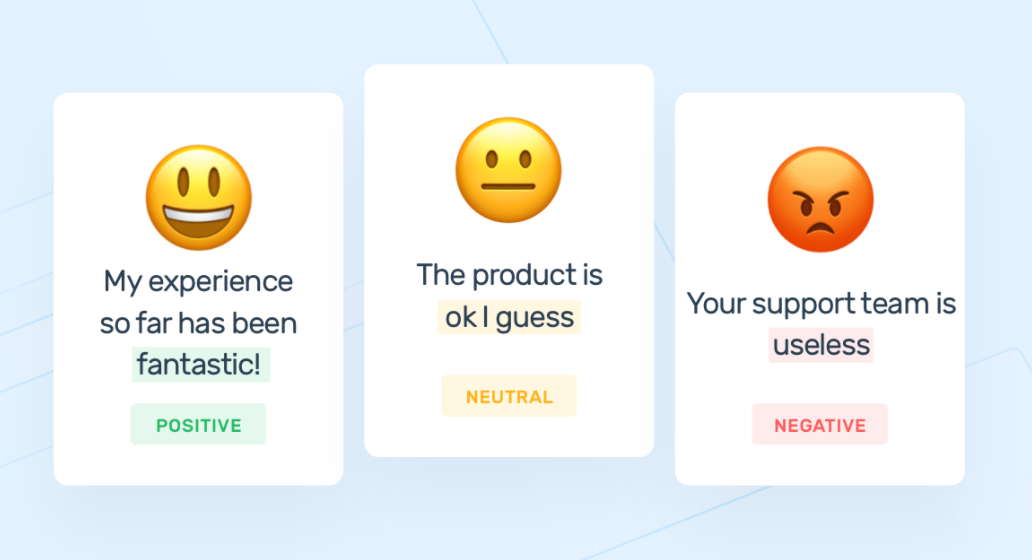 My experience
so far has been
fantastic!
POSITIVE
The product is
ok I guess
NEUTRAL
Your support team is
useless
NEGATIVE